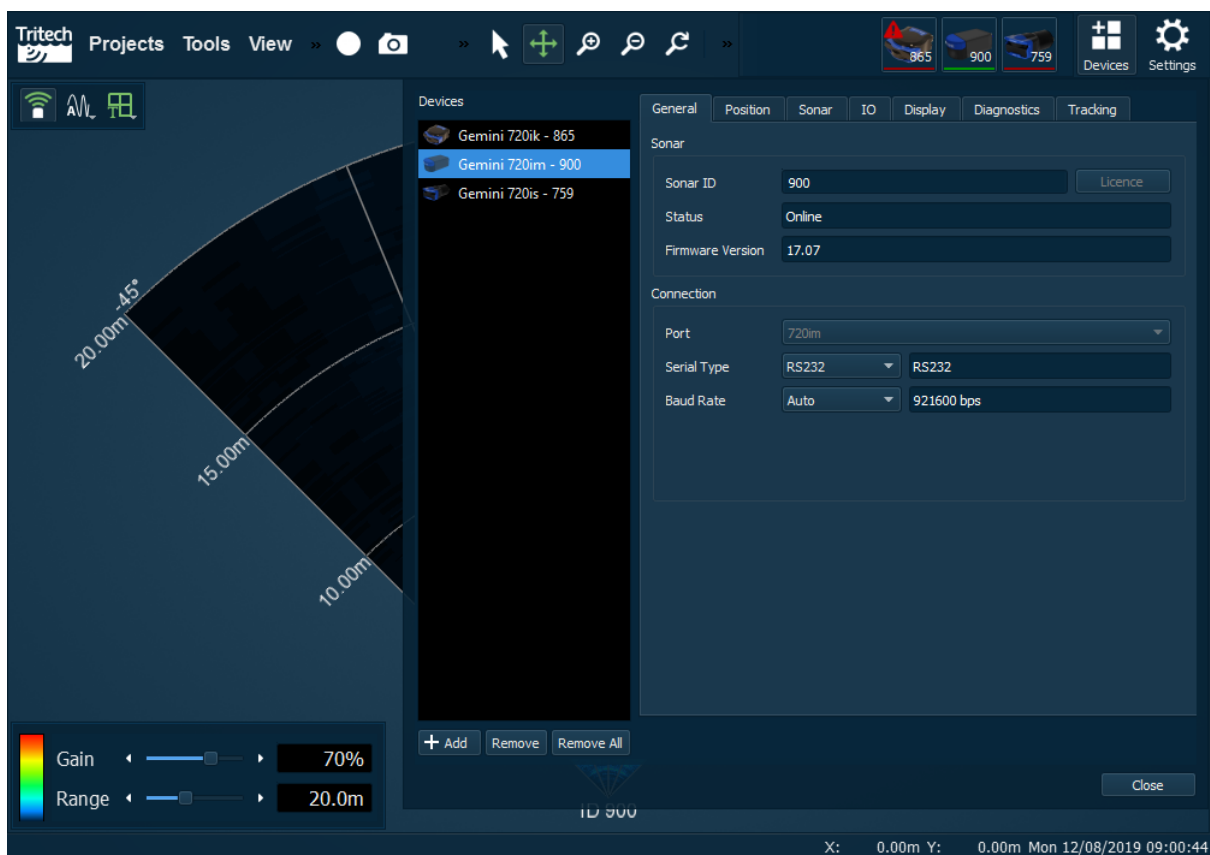 Tritech Projects Tools View » » » 865 900 759 Devices Settings
A
Devices
Gemini 720ik - 865
Gemini 720im - 900
Gemini 720is - 759
+ Add Remove Remove All
General Position Sonar IO Display Diagnostics Tracking
Sonar
Sonar ID 900 Licence
Status Online
Firmware Version 17.07
Connection
Port 720im
Serial Type RS232 RS232
Baud Rate Auto 921600 bps
Close
-45°
20.00m
15.00m
10.00m
Gain 70%
Range 20.0m
ID 900
X: 0.00m Y: 0.00m Mon 12/08/2019 09:00:44